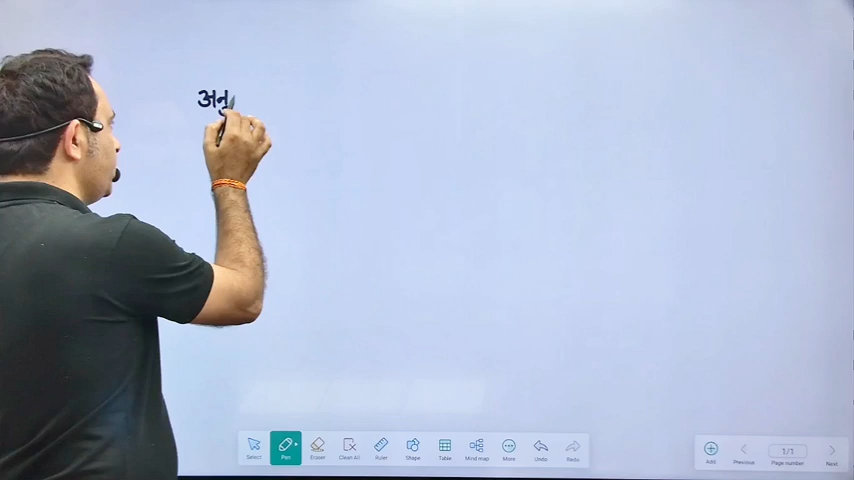 अनु
Select
Pen
Eraser
Clean All
Ruler
Shape
Table
Mind map
More
Undo
Redo
Add
Previous
1/1
Page number
Next